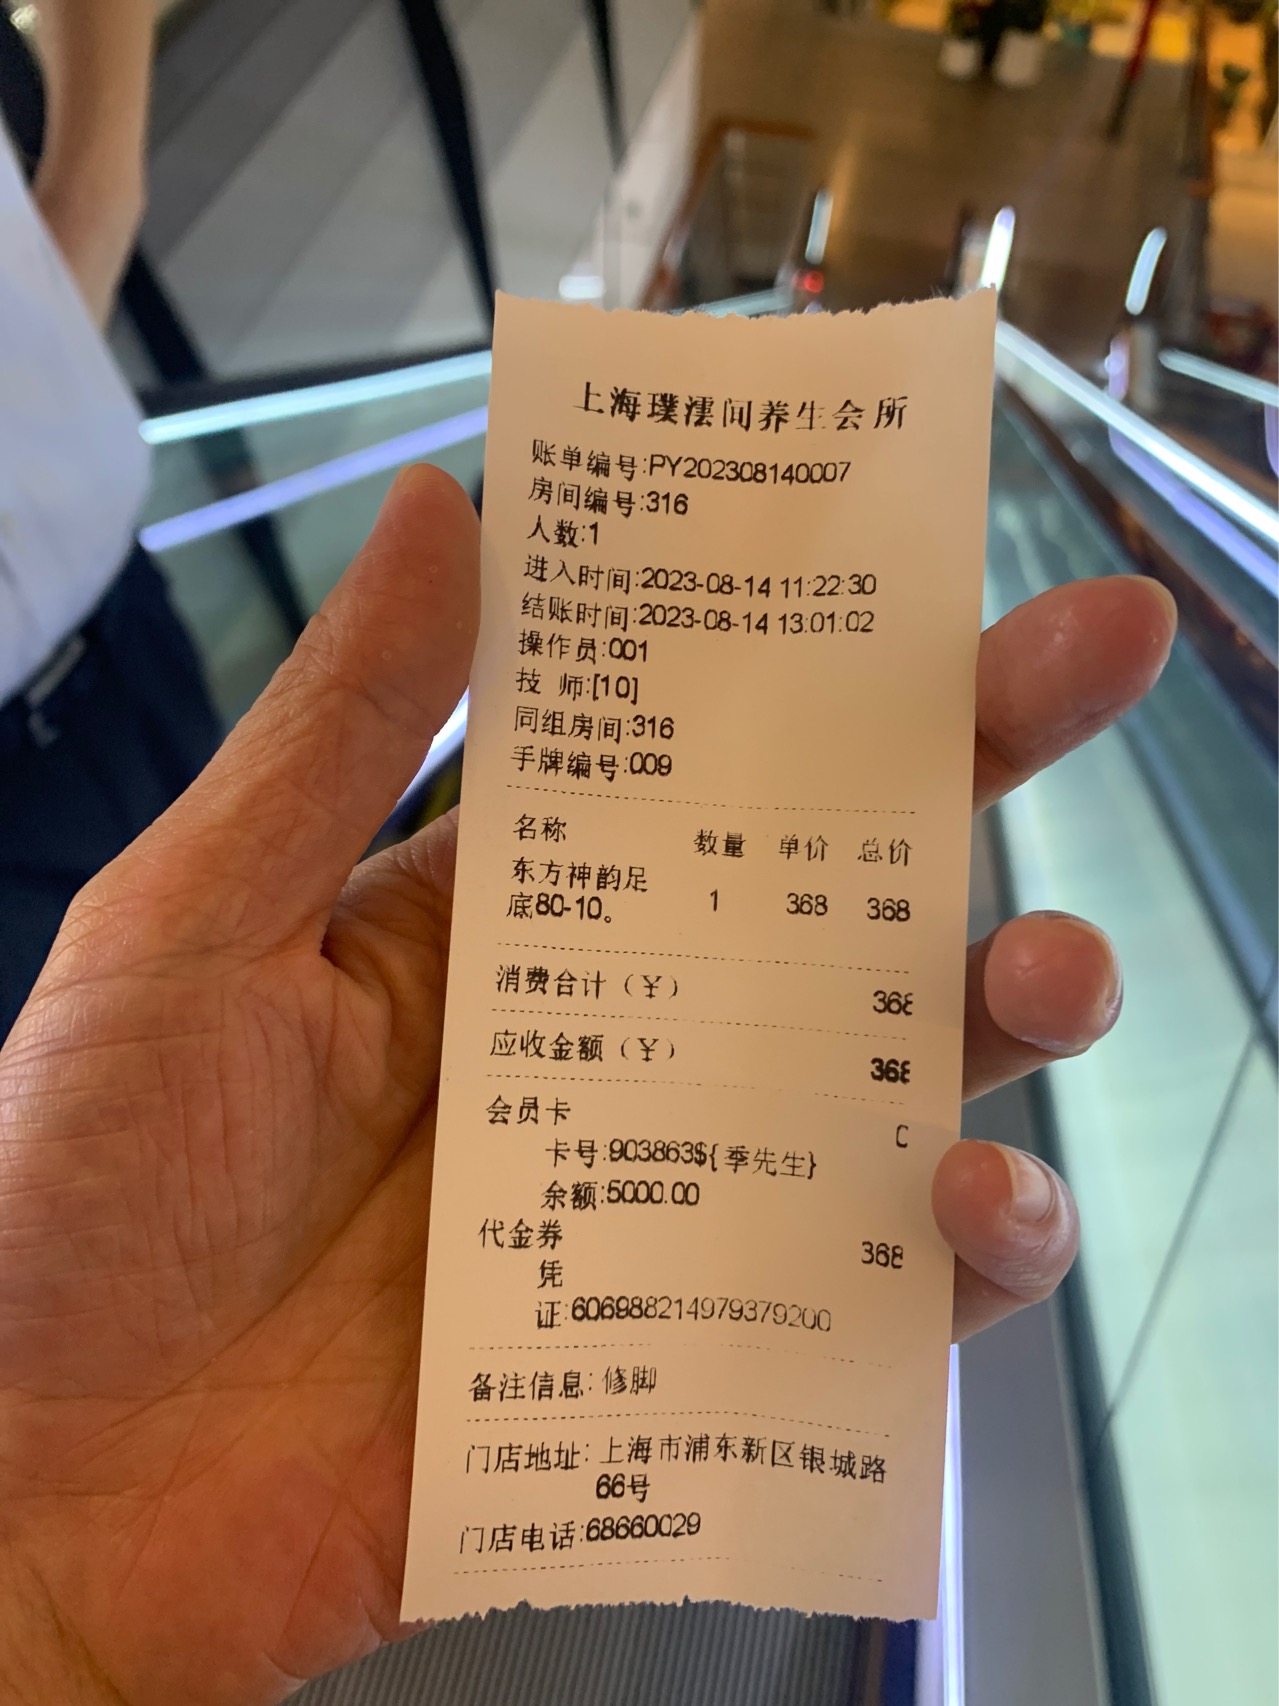 上海璞濡间养生会所
账单编号:PY202308140007
房间编号:316
人数:1
进入时间:2023-08-14 11:22:30
结账时间:2023-08-14 13:01:02
操作员:001
技 师:[10]
同组房间:316
手牌编号:009
名称 数量 单价 总价
东方神韵足
底80-10。 1 368 368
消费合计（¥） 368
应收金额（¥） 368
会员卡 0
卡号:903863${季先生}
余额:5000.00
代金券 368
凭
证:606988214979379200
备注信息: 修脚
门店地址: 上海市浦东新区银城路
66号
门店电话:68660029